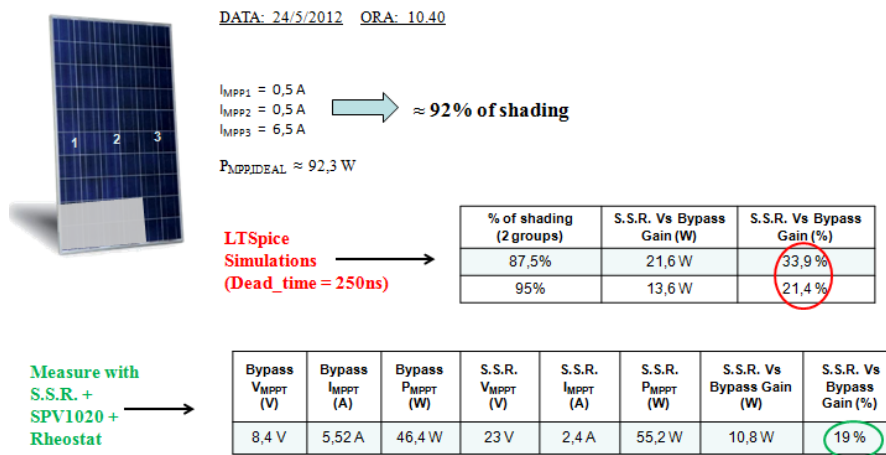 DATA: 24/5/2012 ORA: 10.40
IMPP1 = 0,5 A
IMPP2 = 0,5 A
IMPP3 = 6,5 A
≈ 92% of shading
1 2 3
PMPP,IDEAL ≈ 92,3 W
LTSpice
Simulations
(Dead_time = 250ns)
% of shading (2 groups) S.S.R. Vs Bypass Gain (W) S.S.R. Vs Bypass Gain (%)
87,5% 21,6 W 33,9 %
95% 13,6 W 21,4 %
Measure with
S.S.R. +
SPV1020 +
Rheostat
Bypass VMPPT (V) Bypass IMPPT (A) Bypass PMPPT (W) S.S.R. VMPPT (V) S.S.R. IMPPT (A) S.S.R. PMPPT (W) S.S.R. Vs Bypass Gain (W) S.S.R. Vs Bypass Gain (%)
8,4 V 5,52 A 46,4 W 23 V 2,4 A 55,2 W 10,8 W 19 %